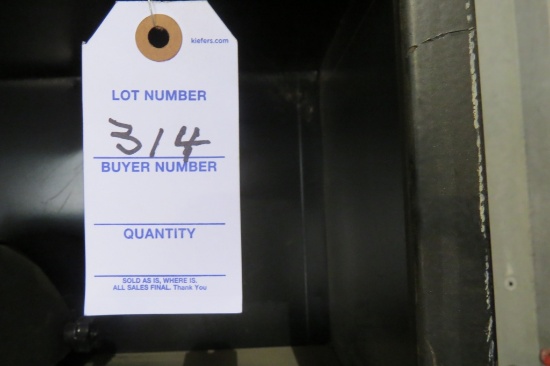 kiefers.com
LOT NUMBER
314
BUYER NUMBER
QUANTITY
SOLD AS IS, WHERE IS,
ALL SALES FINAL. Thank You